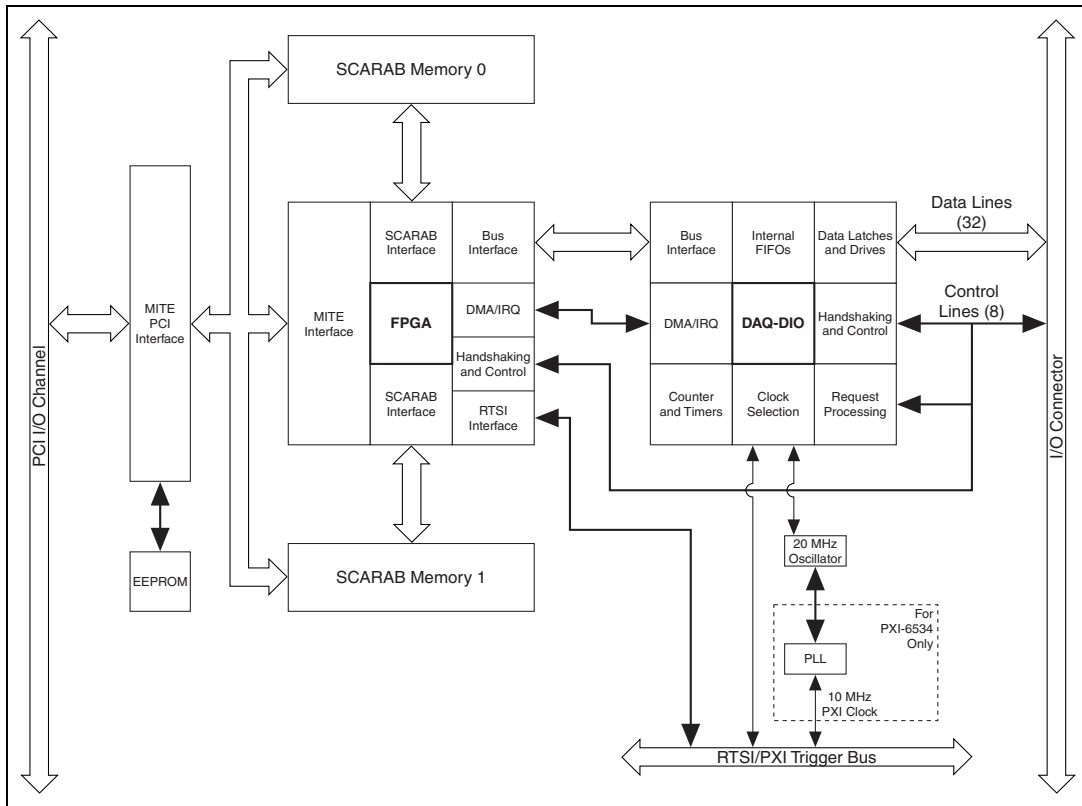 SCARAB Memory 0
PCI I/O Channel
MITE
PCI
Interface
EEPROM
MITE
Interface
SCARAB
Interface
Bus
Interface
FPGA
DMA/IRQ
Handshaking
and Control
SCARAB
Interface
RTSI
Interface
SCARAB Memory 1
Bus
Interface
Internal
FIFOs
Data Latches
and Drives
DMA/IRQ
DAQ-DIO
Handshaking
and Control
Counter
and Timers
Clock
Selection
Request
Processing
Data Lines
(32)
Control
Lines (8)
I/O Connector
20 MHz
Oscillator
For
PXI-6534
Only
PLL
10 MHz
PXI Clock
RTSI/PXI Trigger Bus